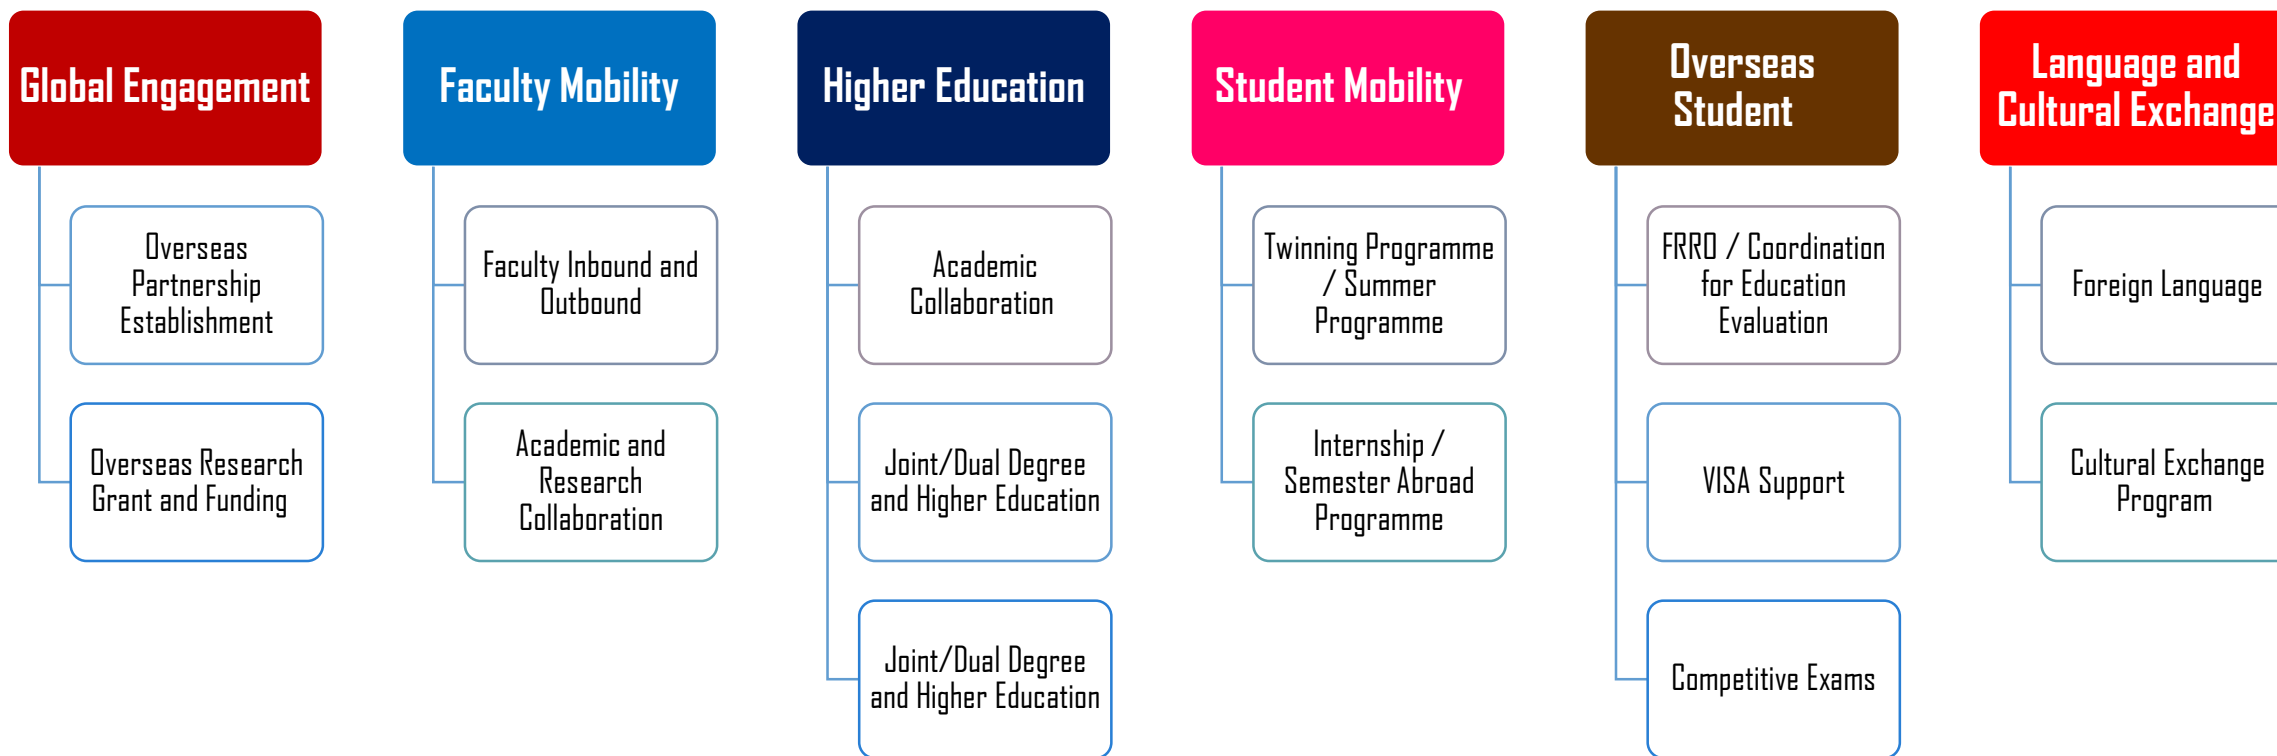 Global Engagement
Overseas
Partnership
Establishment
Overseas Research
Grant and Funding
Faculty Mobility
Faculty Inbound and
Outbound
Academic and
Research
Collaboration
Higher Education
Academic
Collaboration
Joint/Dual Degree
and Higher Education
Joint/Dual Degree
and Higher Education
Student Mobility
Twinning Programme
/ Summer
Programme
Internship /
Semester Abroad
Programme
Overseas
Student
FRRO / Coordination
for Education
Evaluation
VISA Support
Competitive Exams
Language and
Cultural Exchange
Foreign Language
Cultural Exchange
Program